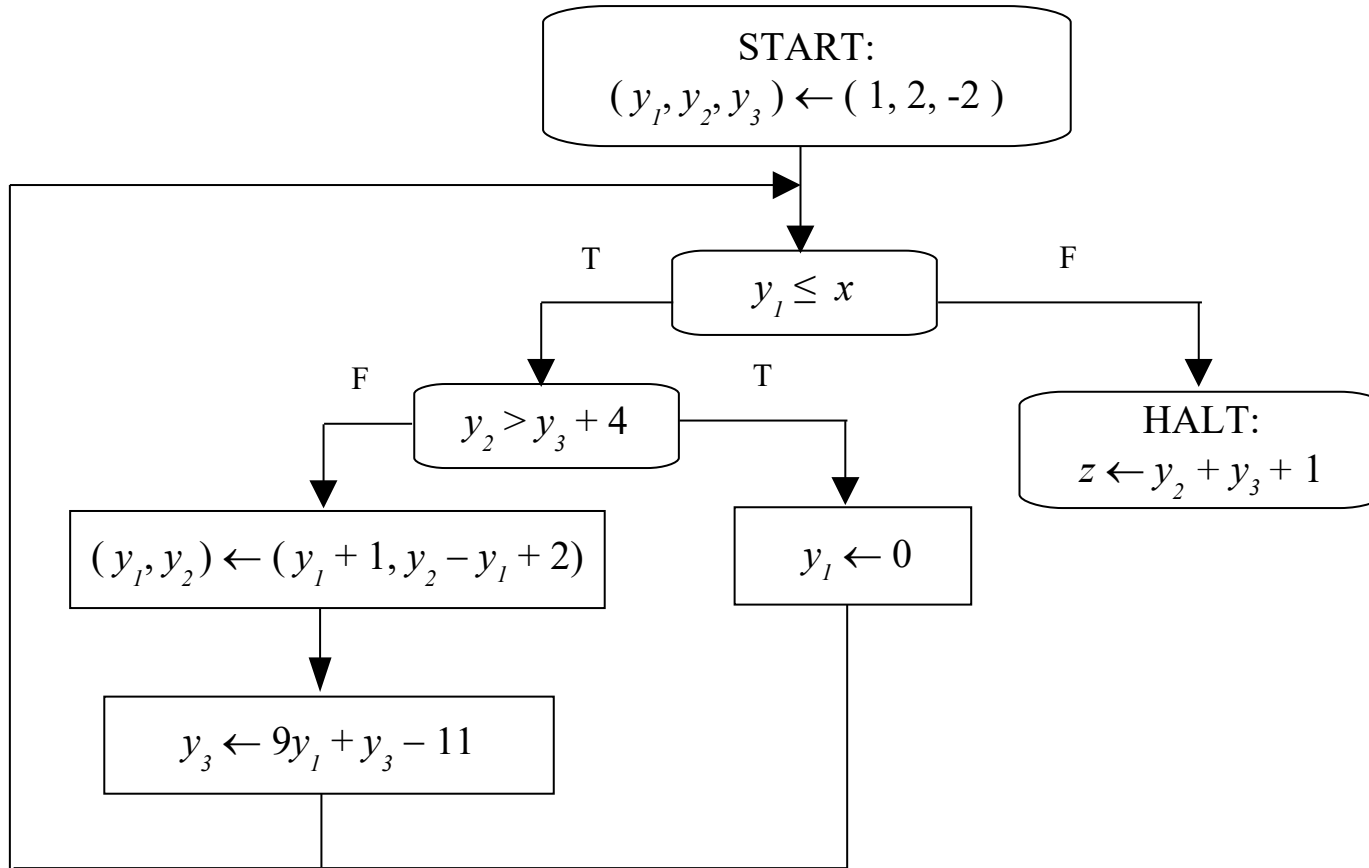 START:
( y₁, y₂, y₃ ) ← ( 1, 2, -2 )
T
F
y₁ ≤ x
F
T
y₂ > y₃ + 4
HALT:
z ← y₂ + y₃ + 1
( y₁, y₂ ) ← ( y₁ + 1, y₂ – y₁ + 2)
y₁ ← 0
y₃ ← 9y₁ + y₃ – 11